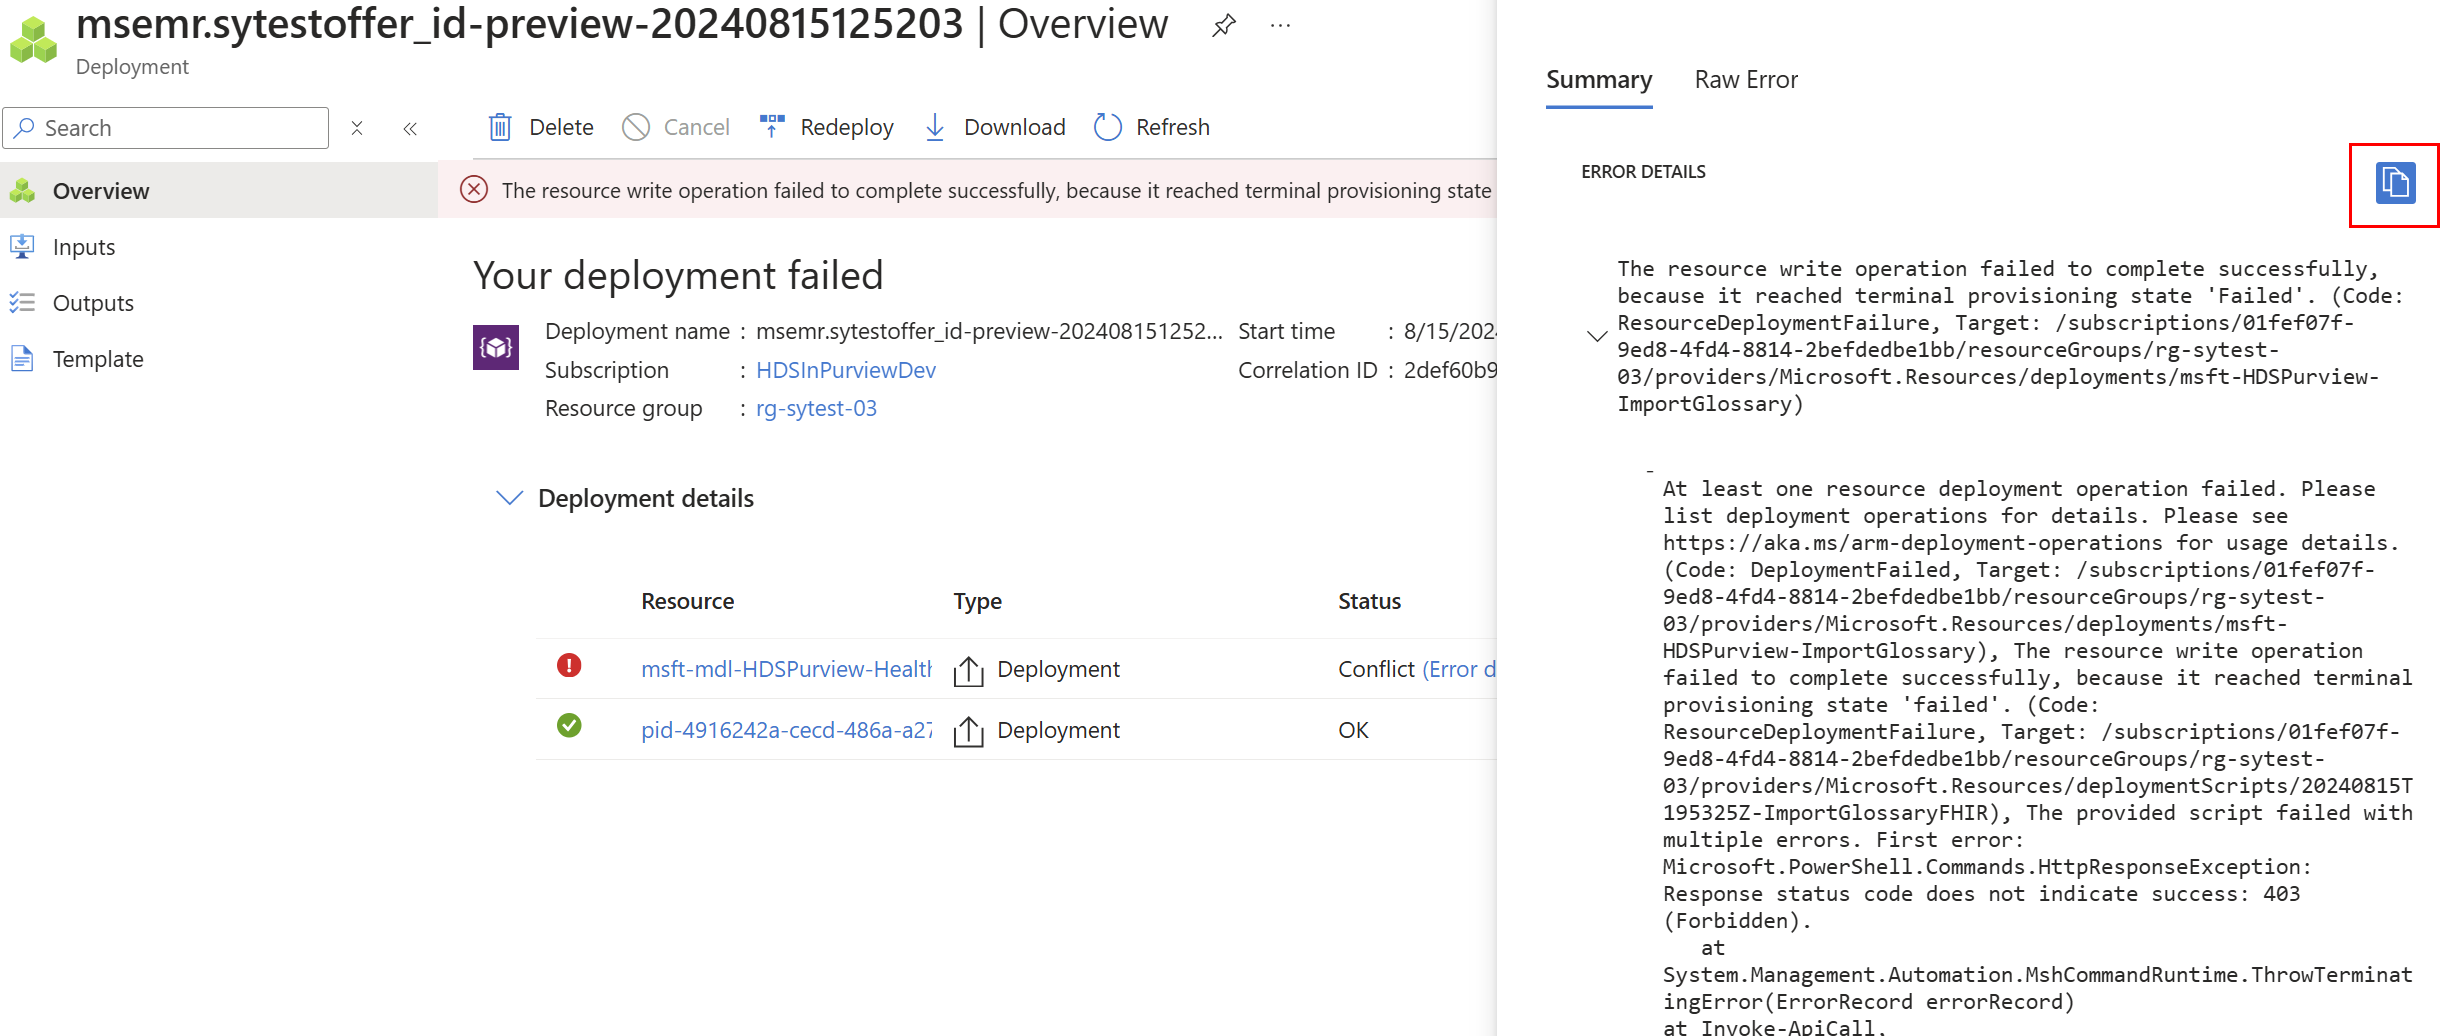 msemr.sytestoffer_id-preview-20240815125203 | Overview
Deployment
Search
Overview
Inputs
Outputs
Template
Delete
Cancel
Redeploy
Download
Refresh
The resource write operation failed to complete successfully, because it reached terminal provisioning state
Your deployment failed
Deployment name : msemr.sytestoffer_id-preview-202408151252...
Subscription : HDSInPurviewDev
Resource group : rg-sytest-03
Start time : 8/15/2024
Correlation ID : 2def60b9
Deployment details
Resource Type Status
msft-mdl-HDSPurview-Health Deployment Conflict (Error d
pid-4916242a-cecd-486a-a27 Deployment OK
Summary Raw Error
ERROR DETAILS
The resource write operation failed to complete successfully,
because it reached terminal provisioning state 'Failed'. (Code:
ResourceDeploymentFailure, Target: /subscriptions/01fef07f-
9ed8-4fd4-8814-2befdedbe1bb/resourceGroups/rg-sytest-
03/providers/Microsoft.Resources/deployments/msft-HDSPurview-
ImportGlossary)
-
At least one resource deployment operation failed. Please
list deployment operations for details. Please see
https://aka.ms/arm-deployment-operations for usage details.
(Code: DeploymentFailed, Target: /subscriptions/01fef07f-
9ed8-4fd4-8814-2befdedbe1bb/resourceGroups/rg-sytest-
03/providers/Microsoft.Resources/deployments/msft-
HDSPurview-ImportGlossary), The resource write operation
failed to complete successfully, because it reached terminal
provisioning state 'failed'. (Code:
ResourceDeploymentFailure, Target: /subscriptions/01fef07f-
9ed8-4fd4-8814-2befdedbe1bb/resourceGroups/rg-sytest-
03/providers/Microsoft.Resources/deploymentScripts/20240815T
195325Z-ImportGlossaryFHIR), The provided script failed with
multiple errors. First error:
Microsoft.PowerShell.Commands.HttpResponseException:
Response status code does not indicate success: 403
(Forbidden).
at
System.Management.Automation.MshCommandRuntime.ThrowTerminat
ingError(ErrorRecord errorRecord)
at Invoke-ApiCall,